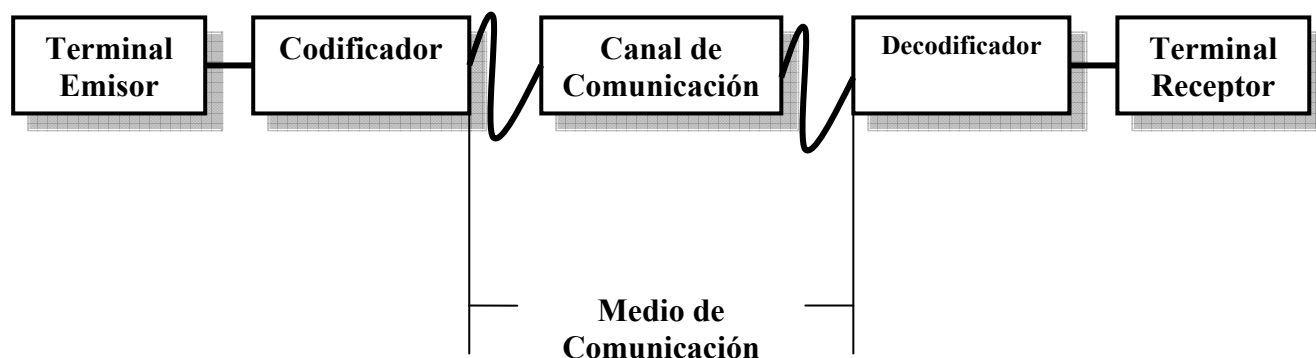 Terminal
Emisor
Codificador
Canal de
Comunicación
Decodificador
Terminal
Receptor
Medio de
Comunicación